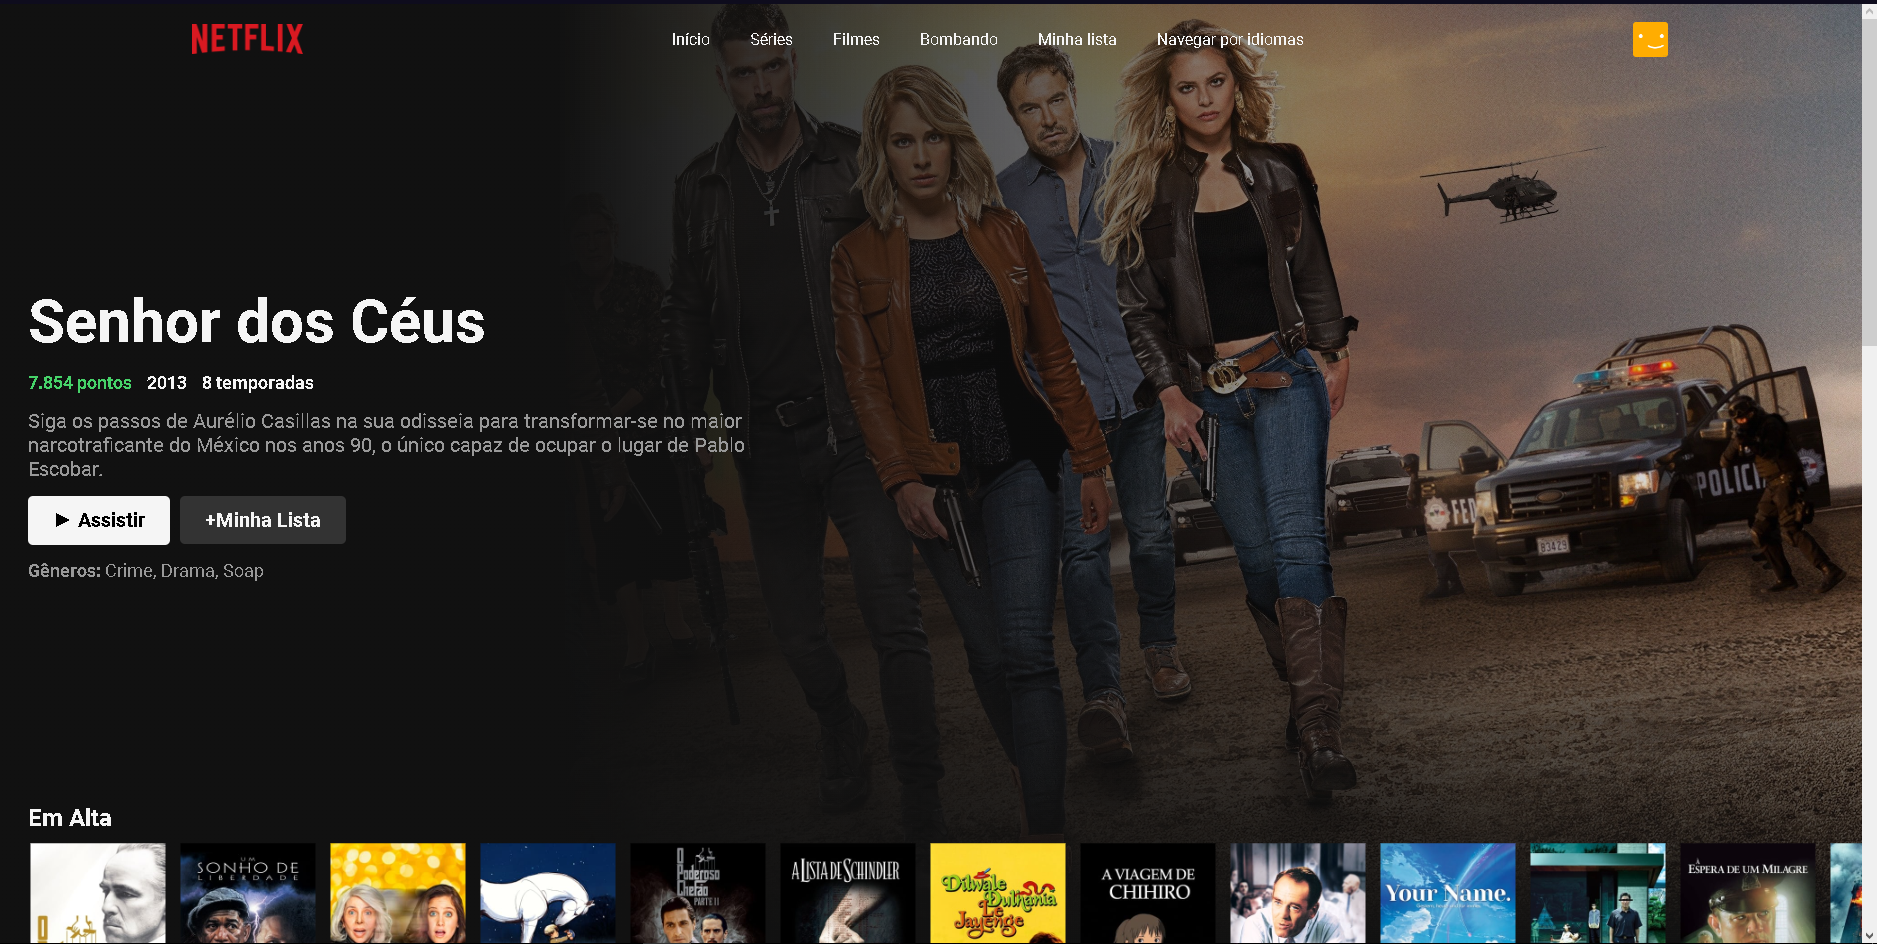 NETFLIX
Início Séries Filmes Bombando Minha lista Navegar por idiomas
Senhor dos Céus
7.854 pontos 2013 8 temporadas
Siga os passos de Aurélio Casillas na sua odisseia para transformar-se no maior
narcotraficante do México nos anos 90, o único capaz de ocupar o lugar de Pablo
Escobar.
Assistir
+Minha Lista
Gêneros: Crime, Drama, Soap
FED
POLICI
83429
Em Alta
UM
SONHO DE
LIBERDADE
O
Poderoso
Chefão
PARTE II
A LISTA DE SCHINDLER
Dilwale
Dulhania
Le
Jayenge
A VIAGEM DE
CHIHIRO
Your Name.
À
ESPERA DE UM MILAGRE